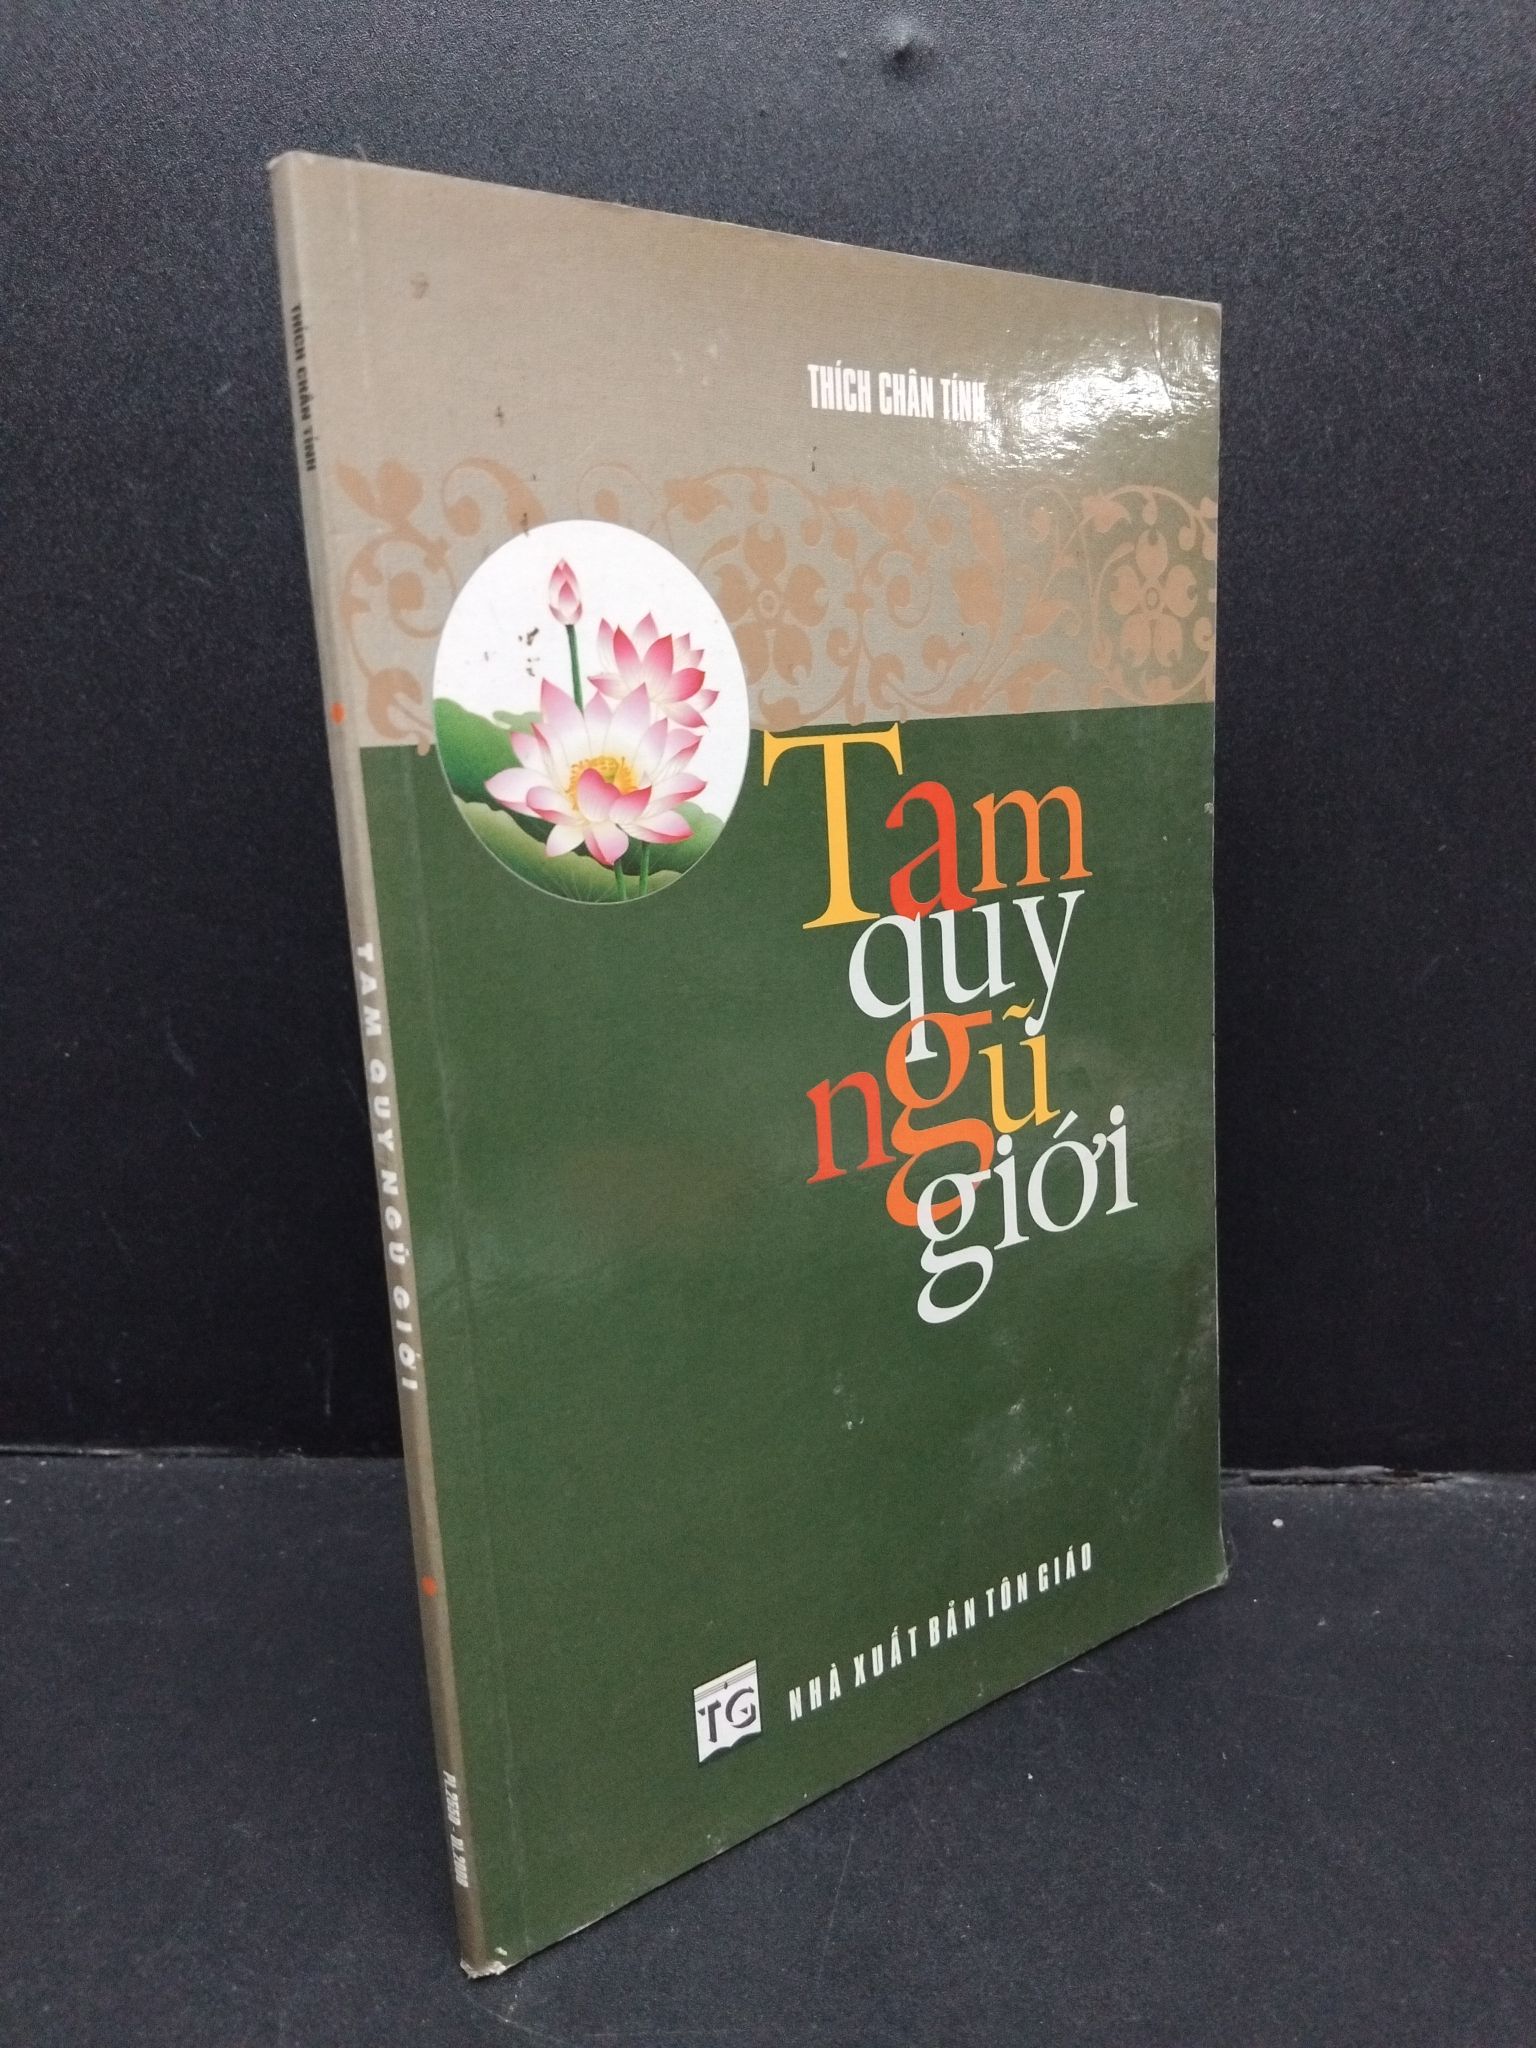 THÍCH CHÂN TÍNH
Tam
quy
ngũ
giới
NHÀ XUẤT BẢN TÔN GIÁO
TG
THÍCH CHÂN TÍNH
TAM QUY NGŨ GIỚI